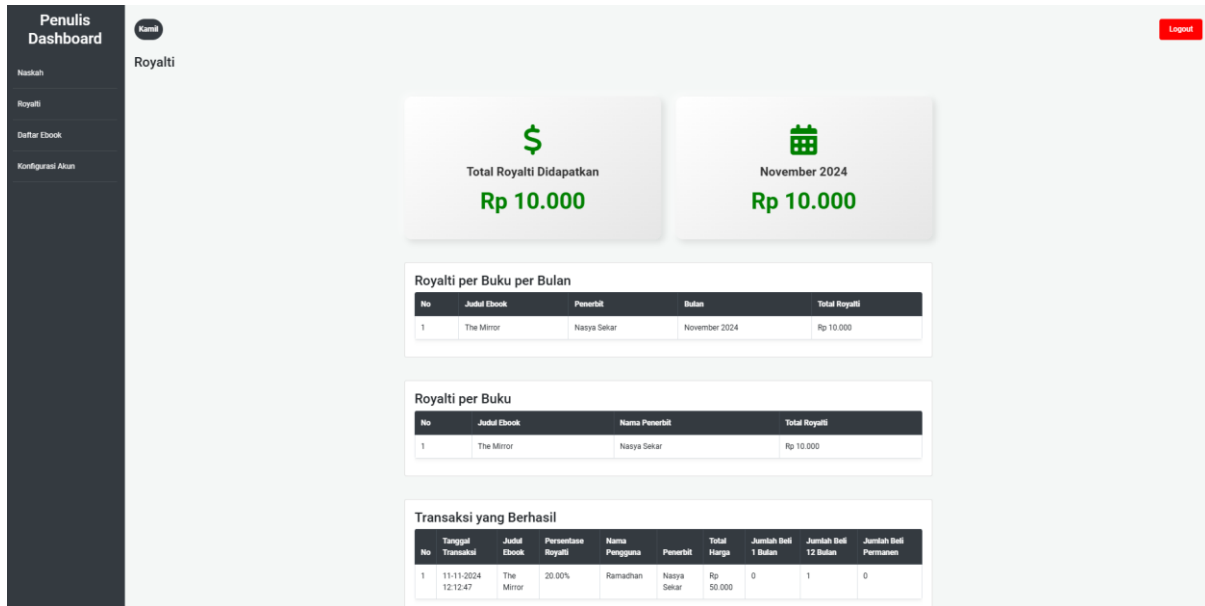 Penulis
Dashboard
Naskah
Royalti
Daftar Ebook
Konfigurasi Akun
Kamil
Logout
Royalti
Total Royalti Didapatkan
Rp 10.000
November 2024
Rp 10.000
Royalti per Buku per Bulan
No Judul Ebook Penerbit Bulan Total Royalti
1 The Mirror Nasya Sekar November 2024 Rp 10.000
Royalti per Buku
No Judul Ebook Nama Penerbit Total Royalti
1 The Mirror Nasya Sekar Rp 10.000
Transaksi yang Berhasil
No Tanggal Transaksi Judul Ebook Persentase Royalti Nama Pengguna Penerbit Total Harga Jumlah Beli 1 Bulan Jumlah Beli 12 Bulan Jumlah Beli Permanen
1 11-11-2024 12:12:47 The Mirror 20.00% Ramadhan Nasya Sekar Rp 50.000 0 1 0